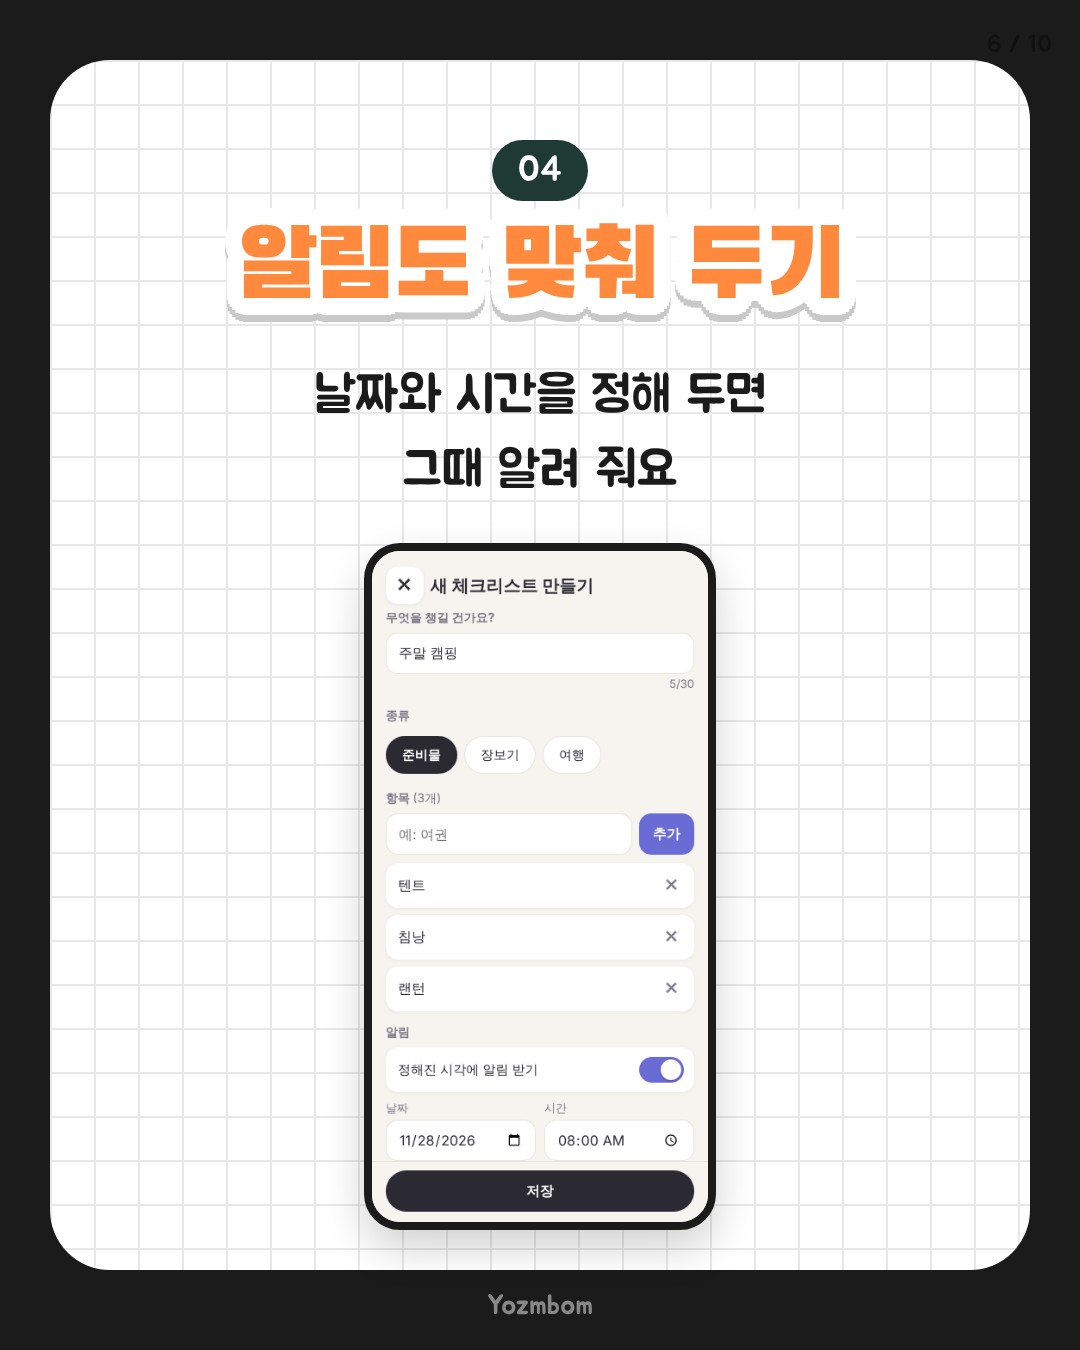 6 / 10
04
알림도 맞춰 두기
날짜와 시간을 정해 두면
그때 알려 줘요
✕ 새 체크리스트 만들기
무엇을 챙길 건가요?
주말 캠핑
5/30
종류
준비물 장보기 여행
항목 (3개)
예: 여권 추가
텐트 ✕
침낭 ✕
랜턴 ✕
알림
정해진 시각에 알림 받기
날짜 시간
11/28/2026 08:00 AM
저장
Yozmbom